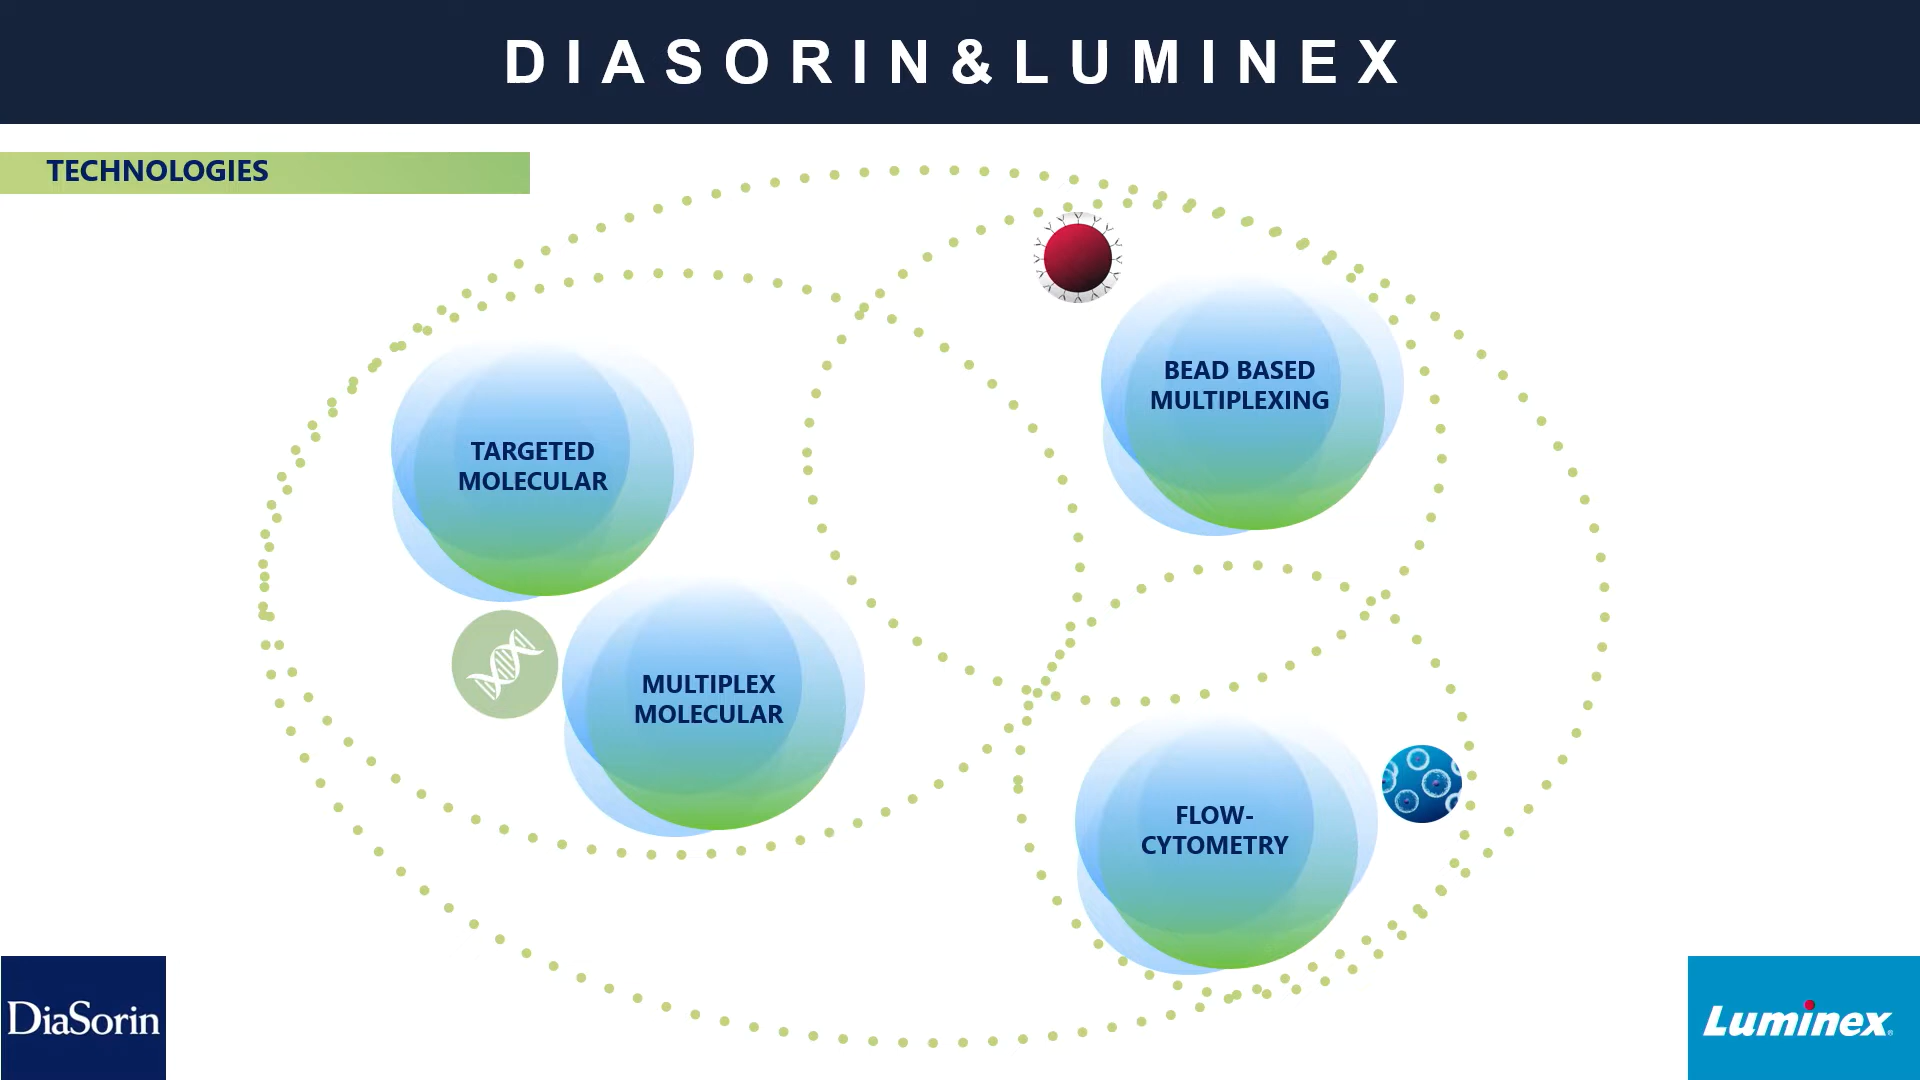 DIASORIN&LUMINEX
TECHNOLOGIES
BEAD BASED
MULTIPLEXING
TARGETED
MOLECULAR
MULTIPLEX
MOLECULAR
FLOW-
CYTOMETRY
DiaSorin
Luminex®